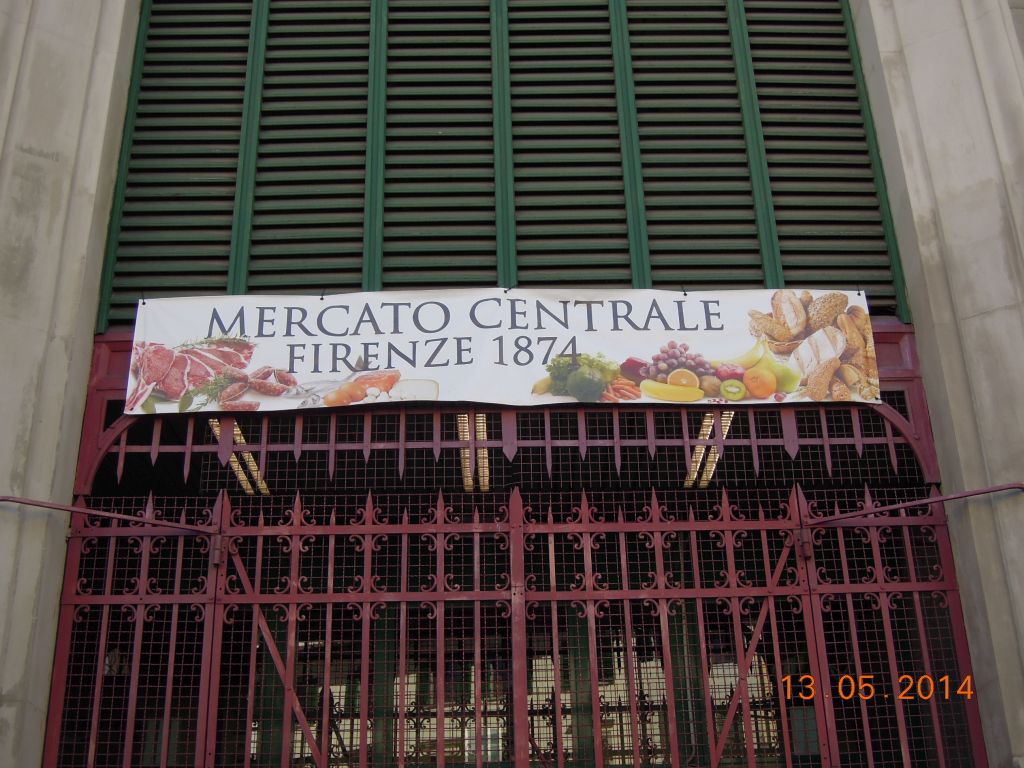 MERCATO CENTRALE
FIRENZE 1874
13.05.2014